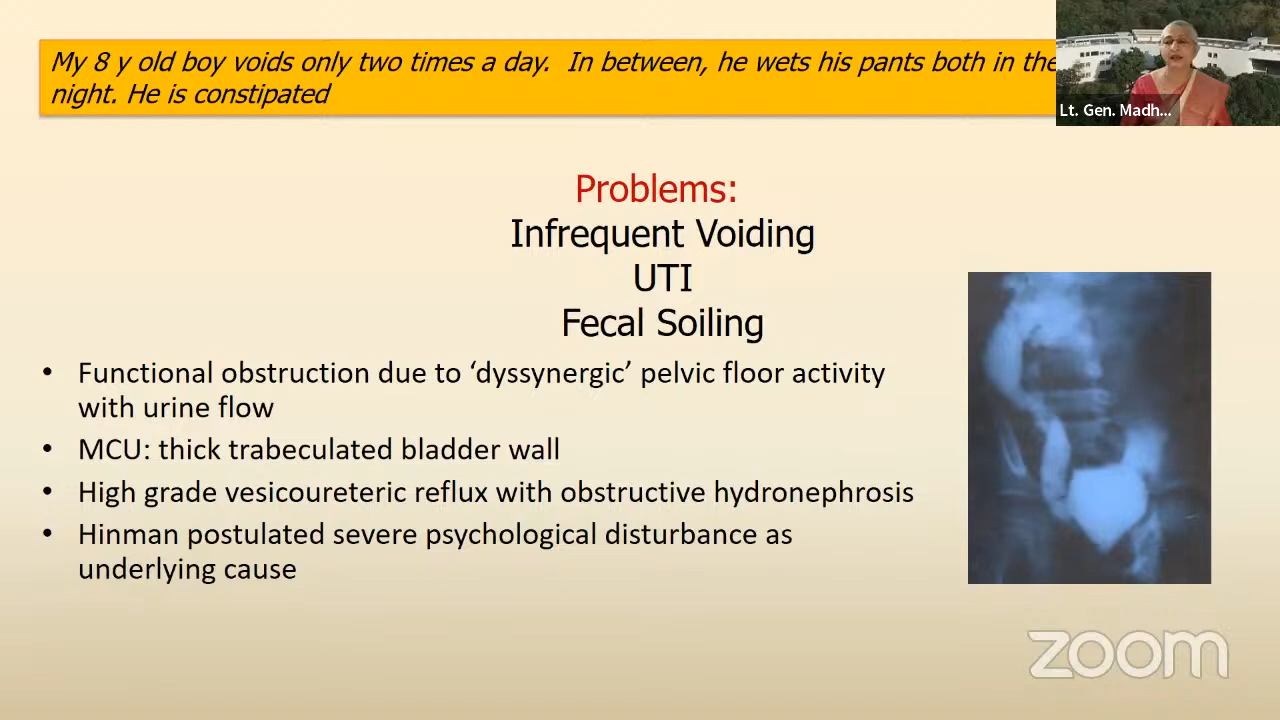 My 8 y old boy voids only two times a day. In between, he wets his pants both in the
night. He is constipated
Lt. Gen. Madh...
Problems:
Infrequent Voiding
UTI
Fecal Soiling
• Functional obstruction due to ‘dyssynergic’ pelvic floor activity
with urine flow
• MCU: thick trabeculated bladder wall
• High grade vesicoureteric reflux with obstructive hydronephrosis
• Hinman postulated severe psychological disturbance as
underlying cause
zoom